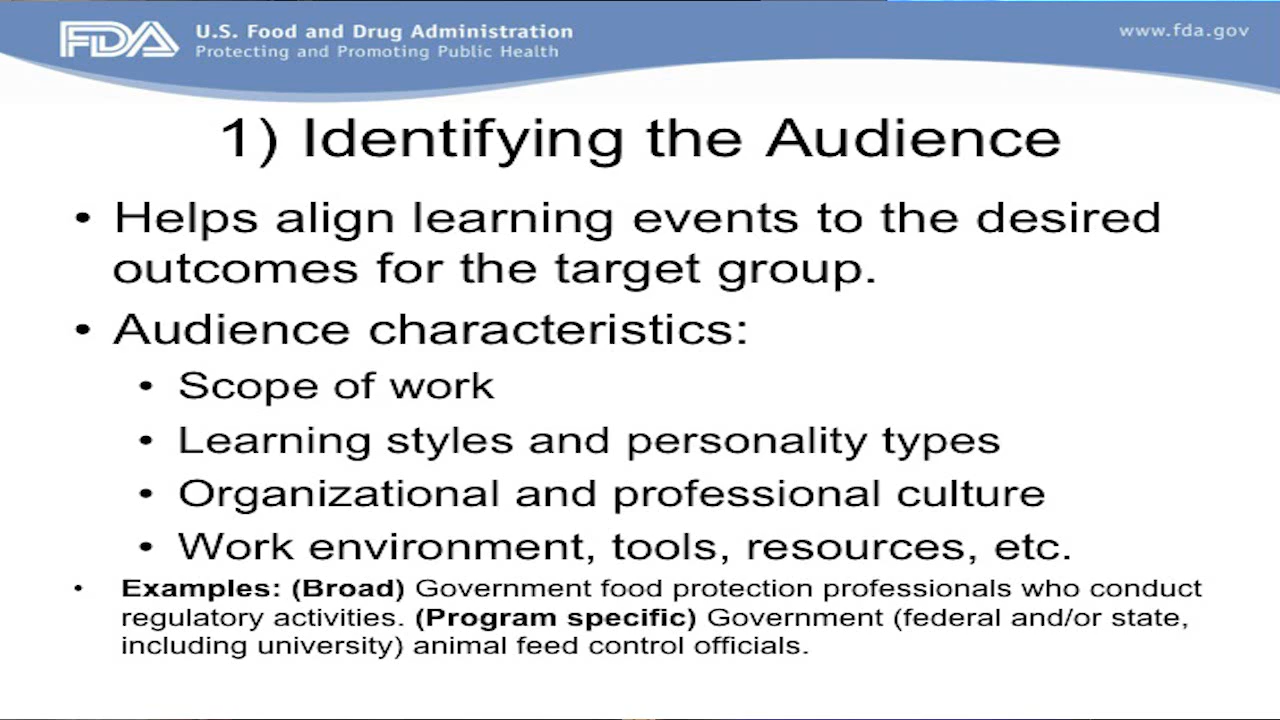 FDA
U.S. Food and Drug Administration
Protecting and Promoting Public Health
www.fda.gov
1) Identifying the Audience
• Helps align learning events to the desired
outcomes for the target group.
• Audience characteristics:
• Scope of work
• Learning styles and personality types
• Organizational and professional culture
• Work environment, tools, resources, etc.
• Examples: (Broad) Government food protection professionals who conduct
regulatory activities. (Program specific) Government (federal and/or state,
including university) animal feed control officials.